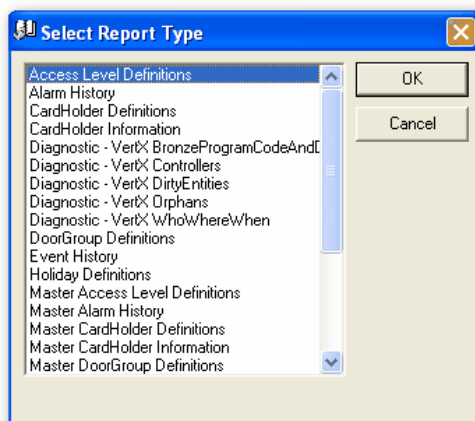 Select Report Type
Access Level Definitions
Alarm History
CardHolder Definitions
CardHolder Information
Diagnostic - VertX BronzeProgramCodeAndD
Diagnostic - VertX Controllers
Diagnostic - VertX DirtyEntities
Diagnostic - VertX Orphans
Diagnostic - VertX WhoWhereWhen
DoorGroup Definitions
Event History
Holiday Definitions
Master Access Level Definitions
Master Alarm History
Master CardHolder Definitions
Master CardHolder Information
Master DoorGroup Definitions
OK
Cancel